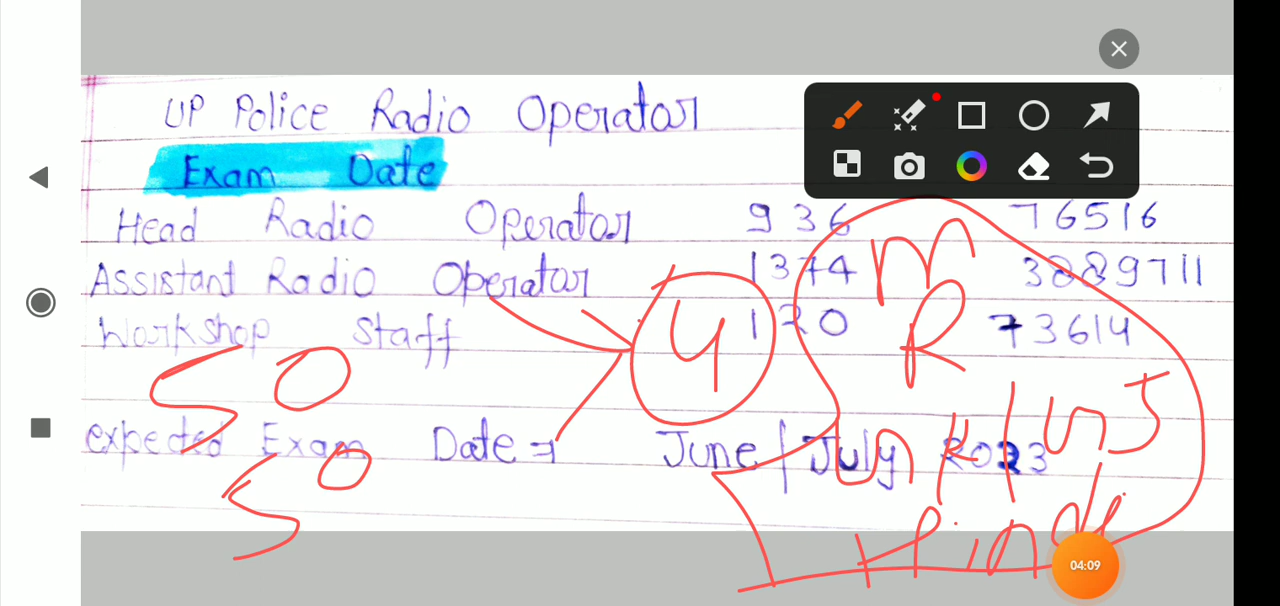 UP Police Radio Operator
Exam Date
Head Radio Operator 936 76516
Assistant Radio Operator 1374 3889711
Workshop Staff 120 73614
expected Exam Date ⇒ June / July 2023
4
M
R
50
50
Hindi
04:09